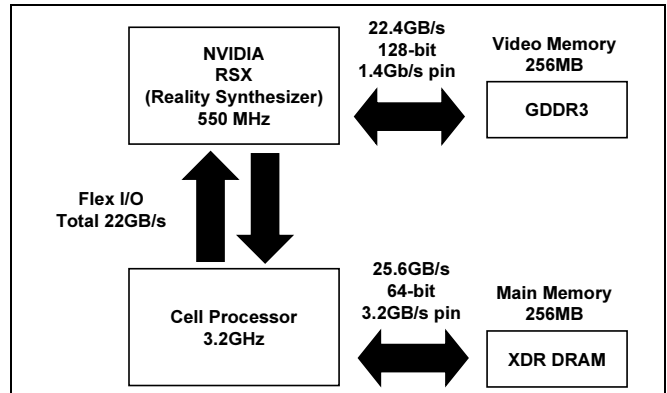 NVIDIA
RSX
(Reality Synthesizer)
550 MHz
22.4GB/s
128-bit
1.4Gb/s pin
Video Memory
256MB
GDDR3
Flex I/O
Total 22GB/s
Cell Processor
3.2GHz
25.6GB/s
64-bit
3.2GB/s pin
Main Memory
256MB
XDR DRAM